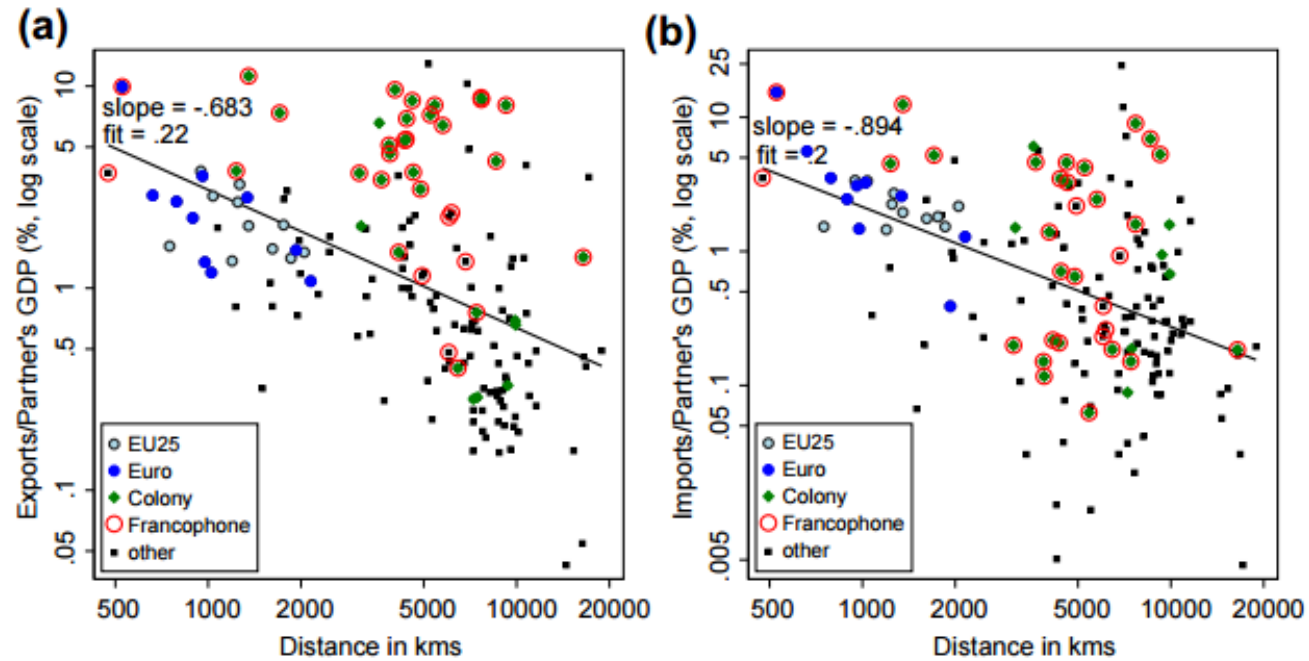 (a)
Exports/Partner's GDP (%, log scale)
10
5
1
.5
.1
.05
slope = -.683
fit = .22
EU25
Euro
Colony
Francophone
other
500 1000 2000 5000 10000 20000
Distance in kms
(b)
Imports/Partner's GDP (%, log scale)
25
10
5
1
.5
.1
.05
.005
slope = -.894
fit = .2
EU25
Euro
Colony
Francophone
other
500 1000 2000 5000 10000 20000
Distance in kms